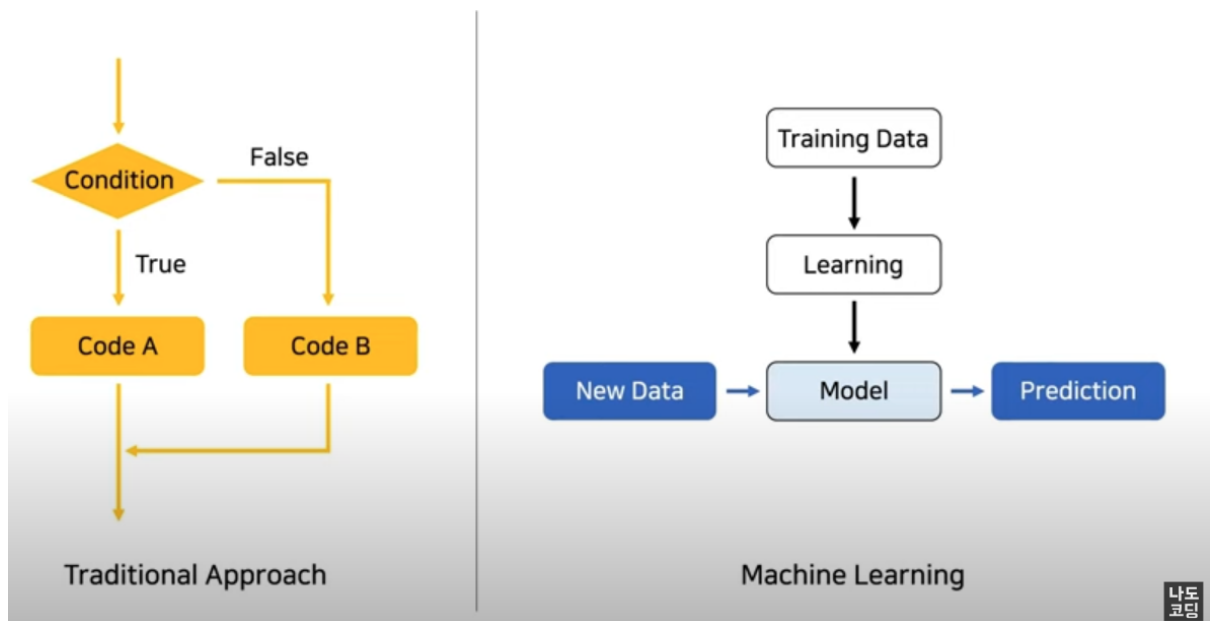 Condition
False
True
Code A
Code B
Traditional Approach
Training Data
Learning
New Data
Model
Prediction
Machine Learning
나도
코딩